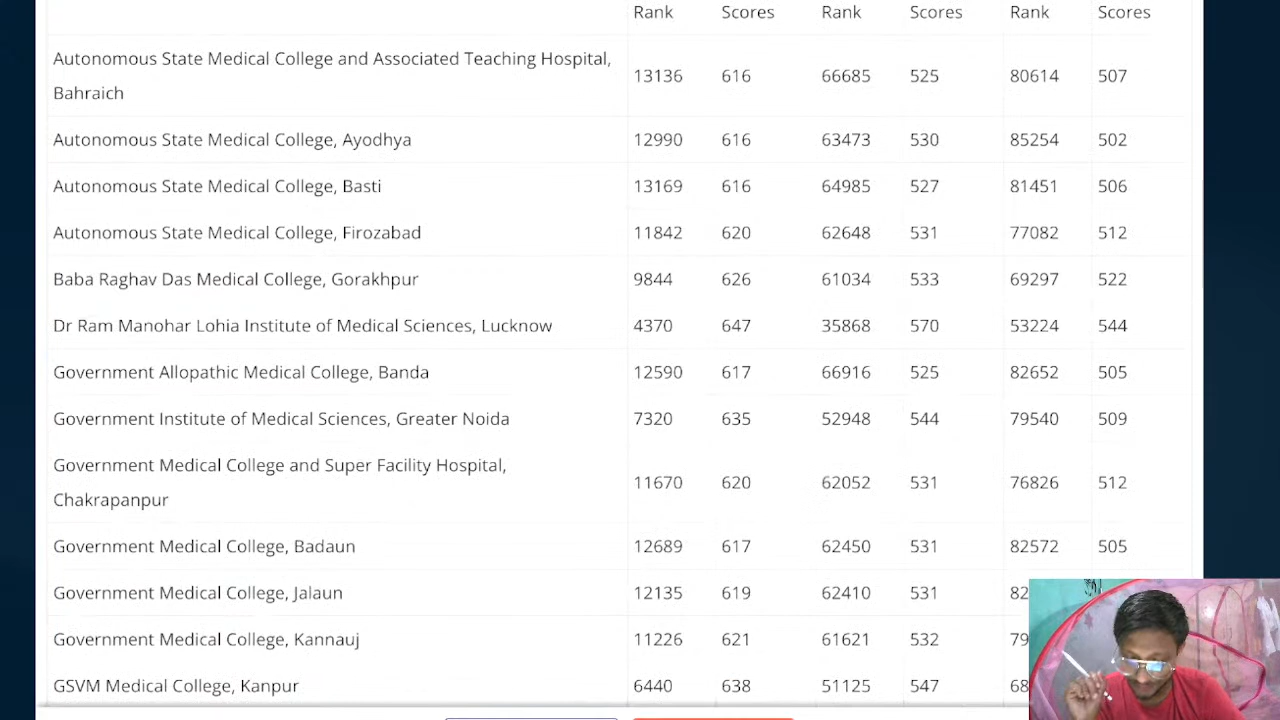 Rank Scores Rank Scores Rank Scores
Autonomous State Medical College and Associated Teaching Hospital,
Bahraich 13136 616 66685 525 80614 507
Autonomous State Medical College, Ayodhya 12990 616 63473 530 85254 502
Autonomous State Medical College, Basti 13169 616 64985 527 81451 506
Autonomous State Medical College, Firozabad 11842 620 62648 531 77082 512
Baba Raghav Das Medical College, Gorakhpur 9844 626 61034 533 69297 522
Dr Ram Manohar Lohia Institute of Medical Sciences, Lucknow 4370 647 35868 570 53224 544
Government Allopathic Medical College, Banda 12590 617 66916 525 82652 505
Government Institute of Medical Sciences, Greater Noida 7320 635 52948 544 79540 509
Government Medical College and Super Facility Hospital,
Chakrapanpur 11670 620 62052 531 76826 512
Government Medical College, Badaun 12689 617 62450 531 82572 505
Government Medical College, Jalaun 12135 619 62410 531 82
Government Medical College, Kannauj 11226 621 61621 532 79
GSVM Medical College, Kanpur 6440 638 51125 547 68